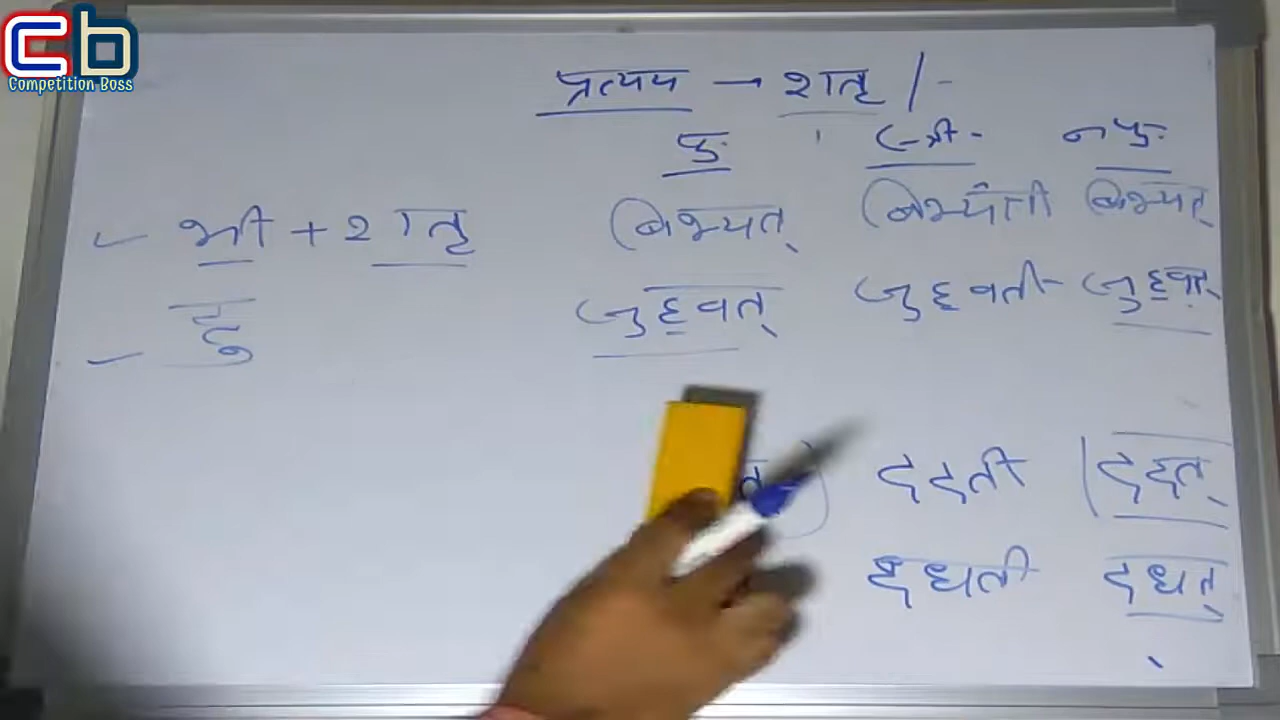 Cb
Competition Boss
प्रत्यय → शतृ /-
पु. स्त्री- नपु.
भी + शतृ बिभ्यत् बिभ्यती बिभ्यत्
हु जुह्वत् जुह्वती जुह्वत्
त् ददती ददत्
दधती दधत्